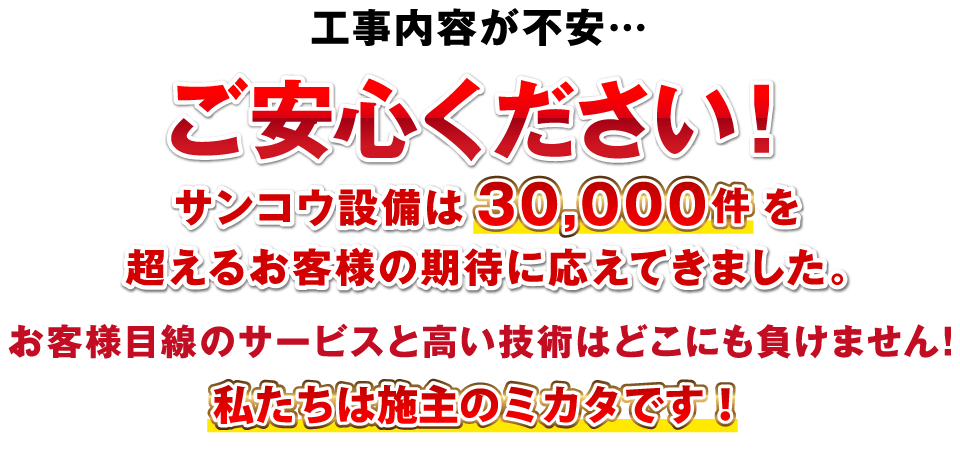 工事内容が不安…
ご安心ください！
サンコウ設備は 30,000件 を
超えるお客様の期待に応えてきました。
お客様目線のサービスと高い技術はどこにも負けません!
私たちは施主のミカタです！